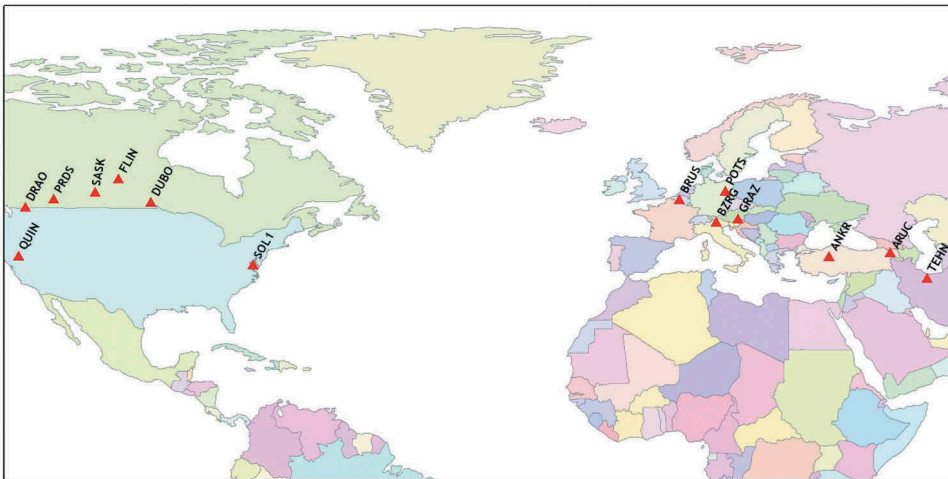 DRAO
PRDS
SASK
FLIN
DUBO
QUIN
SOL1
BRUS
POTS
BZRG
GRAZ
ANKR
ARUC
TEHN